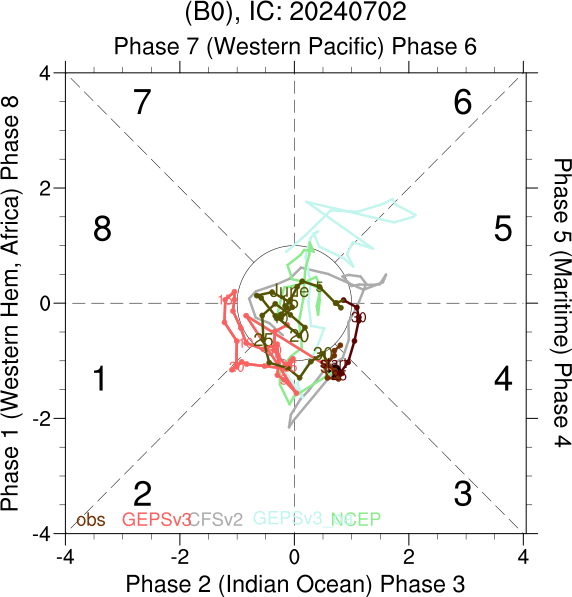 (B0), IC: 20240702
Phase 7 (Western Pacific) Phase 6
4
2
0
-2
-4
-4
-2
0
2
4
Phase 1 (Western Hem, Africa) Phase 8
Phase 5 (Maritime) Phase 4
7
6
8
5
1
4
2
3
June
5
20
25
30
30
obs
GEPSv3
CFSv2
GEPSv3
NCEP
Phase 2 (Indian Ocean) Phase 3